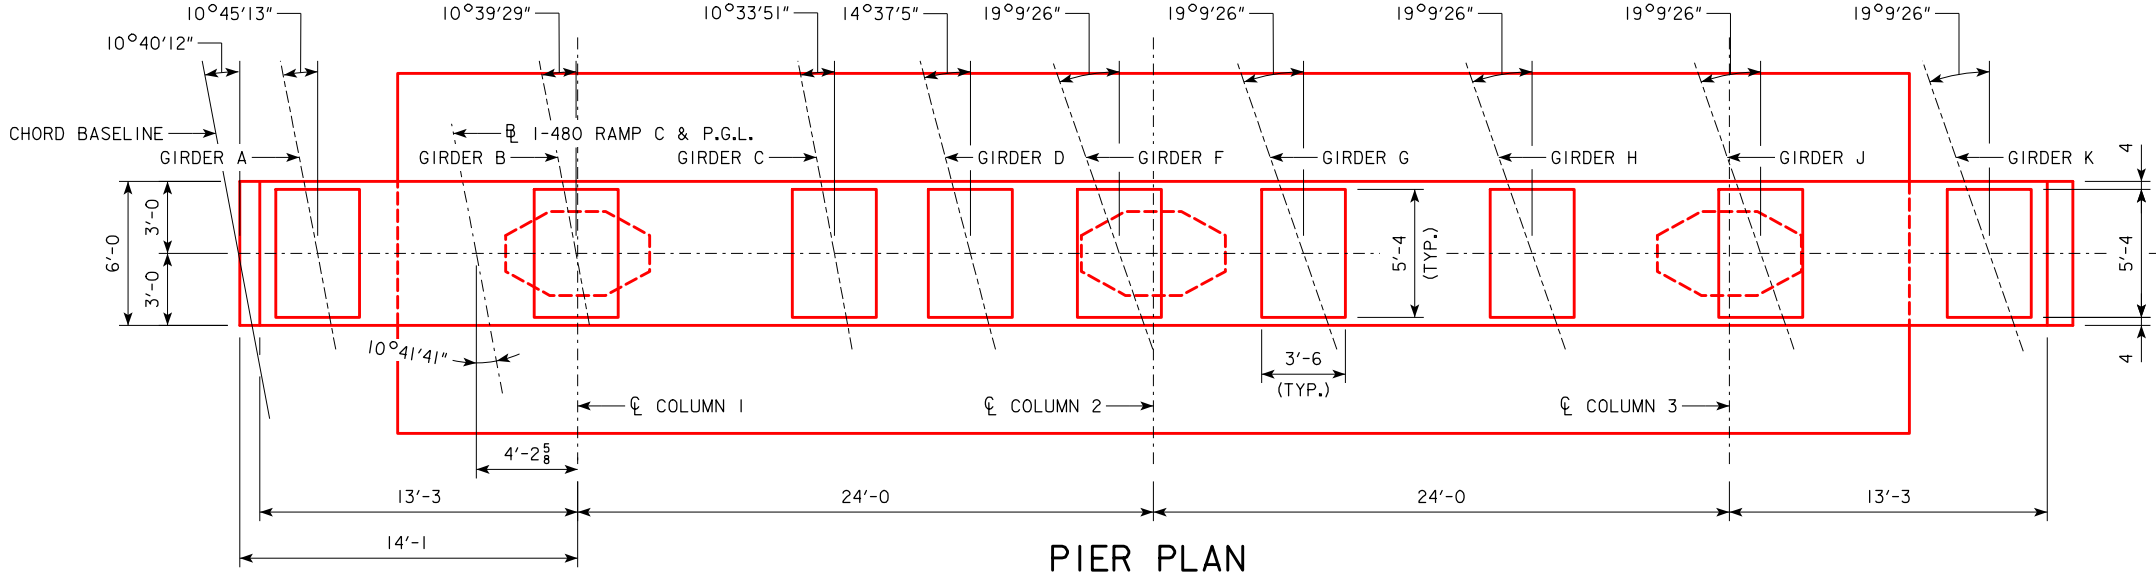 10°45'13" 10°39'29" 10°33'51" 14°37'5" 19°9'26" 19°9'26" 19°9'26" 19°9'26" 19°9'26"
10°40'12"
CHORD BASELINE ℄ I-480 RAMP C & P.G.L.
GIRDER A GIRDER B GIRDER C GIRDER D GIRDER F GIRDER G GIRDER H GIRDER J GIRDER K
4
3'-0
6'-0
3'-0
5'-4
(TYP.)
5'-4
4
10°41'41"
3'-6
(TYP.)
℄ COLUMN 1 ℄ COLUMN 2 ℄ COLUMN 3
4'-2 5/8
13'-3 24'-0 24'-0 13'-3
14'-1
PIER PLAN